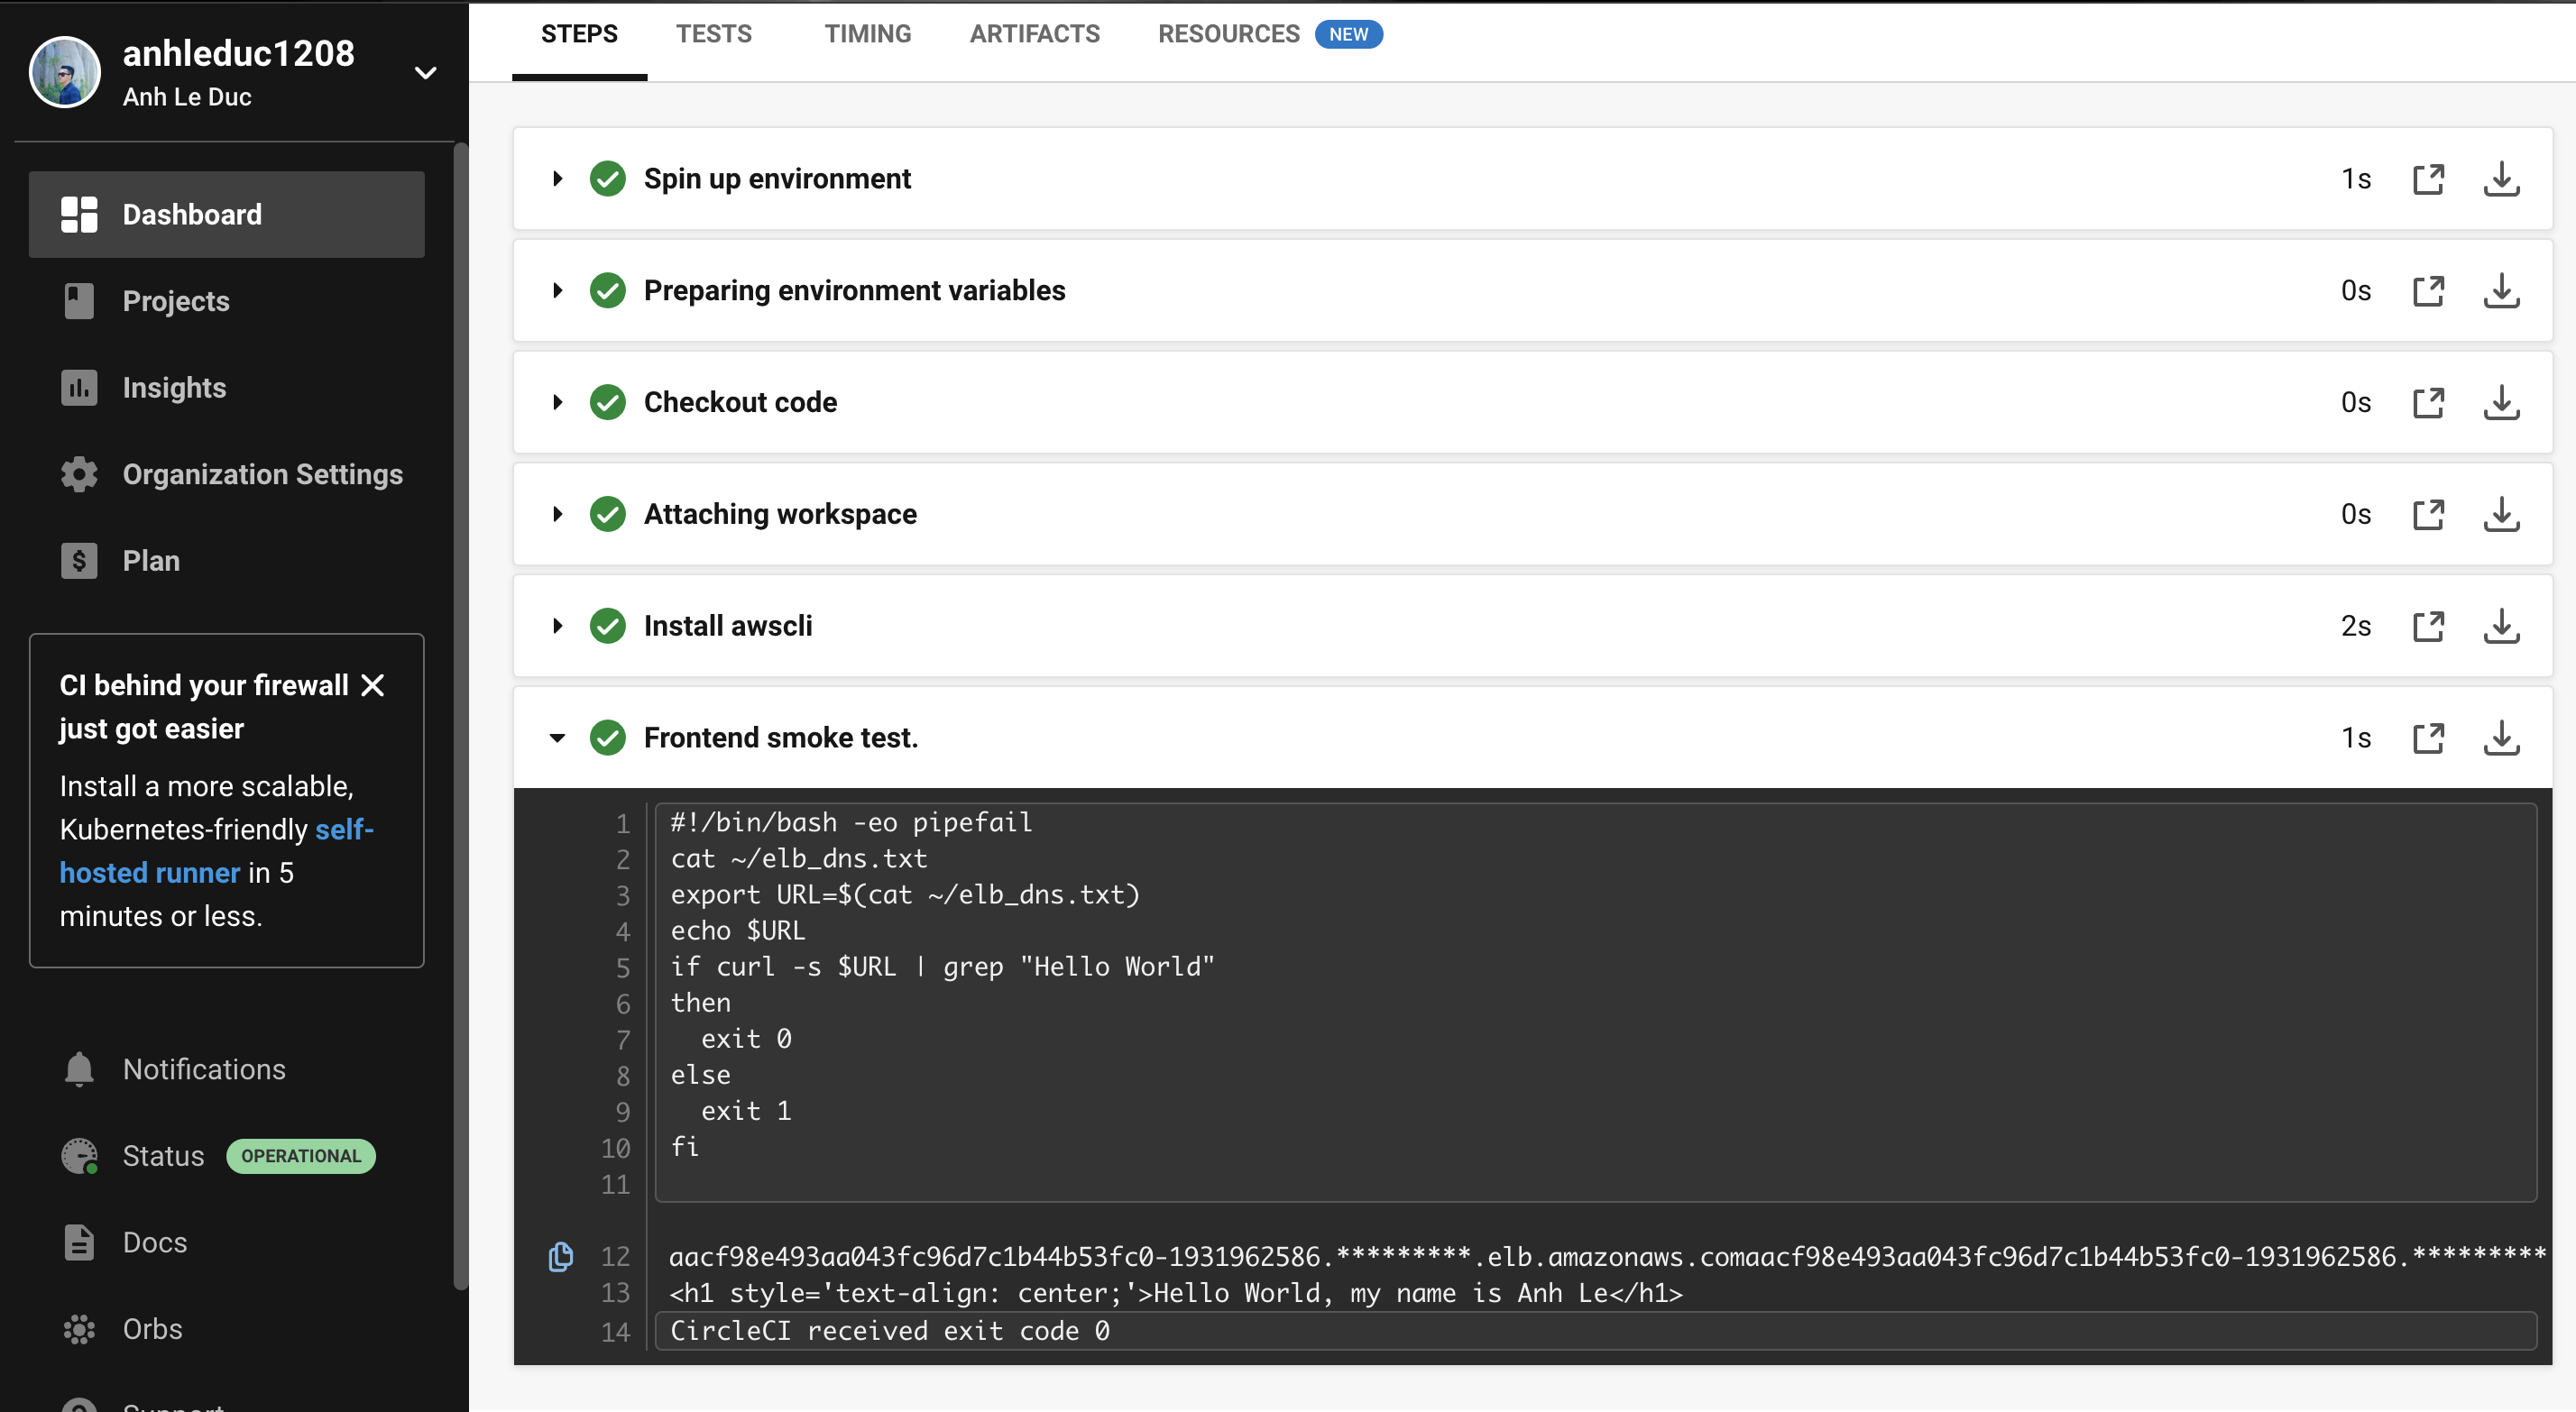 anhleduc1208
Anh Le Duc
Dashboard
Projects
Insights
Organization Settings
Plan
CI behind your firewall
just got easier
Install a more scalable,
Kubernetes-friendly self-
hosted runner in 5
minutes or less.
Notifications
Status OPERATIONAL
Docs
Orbs
STEPS TESTS TIMING ARTIFACTS RESOURCES NEW
Spin up environment 1s
Preparing environment variables 0s
Checkout code 0s
Attaching workspace 0s
Install awscli 2s
Frontend smoke test. 1s
1 #!/bin/bash -eo pipefail
2 cat ~/elb_dns.txt
3 export URL=$(cat ~/elb_dns.txt)
4 echo $URL
5 if curl -s $URL | grep "Hello World"
6 then
7 exit 0
8 else
9 exit 1
10 fi
11
12 aacf98e493aa043fc96d7c1b44b53fc0-1931962586.*********.elb.amazonaws.comaacf98e493aa043fc96d7c1b44b53fc0-1931962586.*********
13 <h1 style='text-align: center;'>Hello World, my name is Anh Le</h1>
14 CircleCI received exit code 0